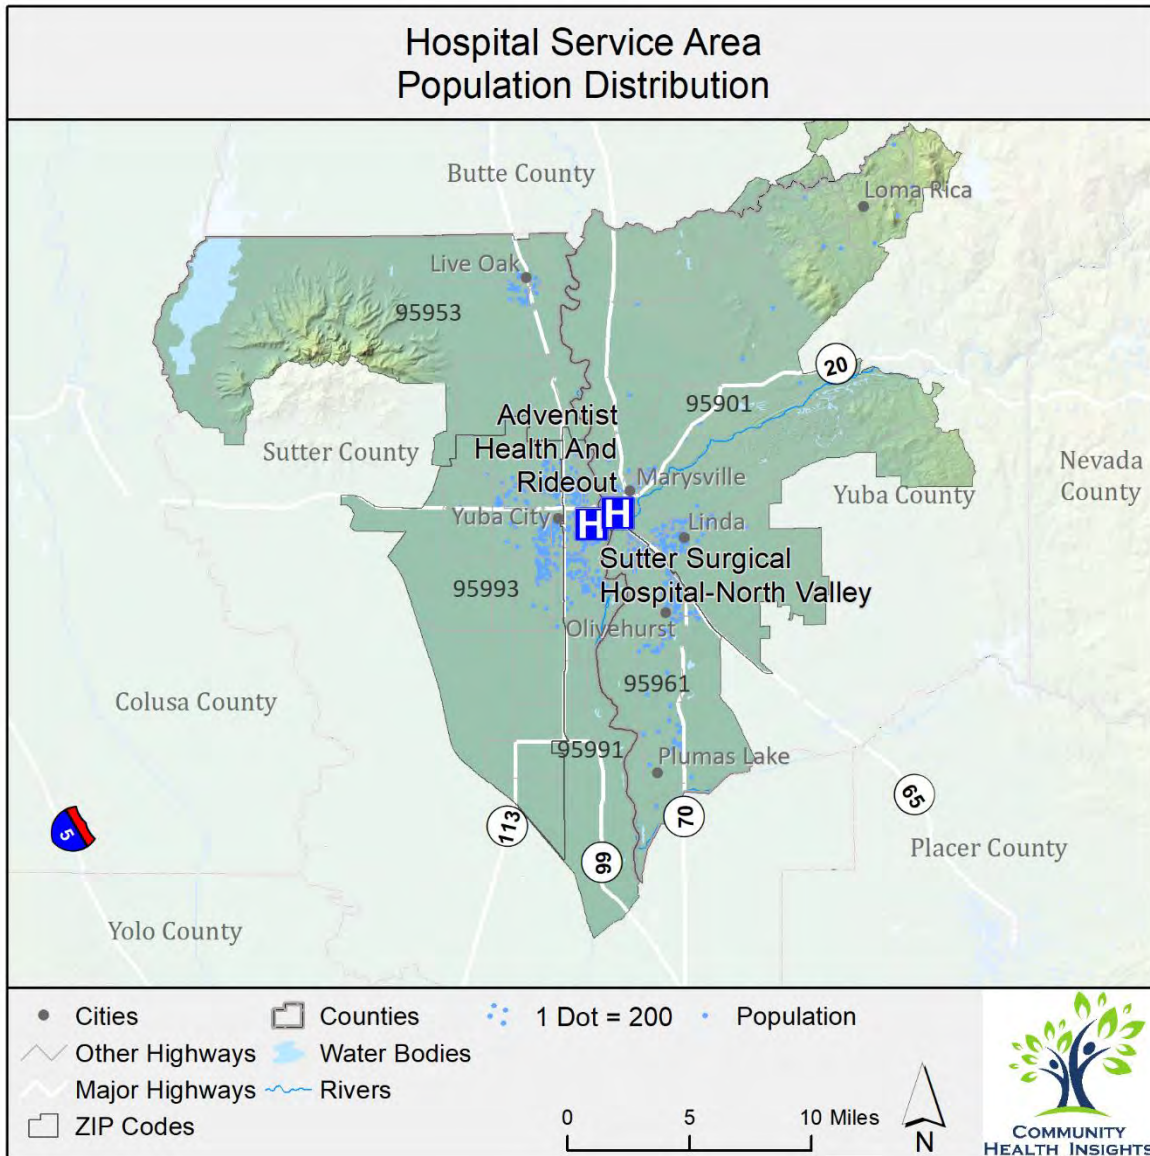 Hospital Service Area
Population Distribution
Butte County
Loma Rica
Live Oak
95953
20
95901
Adventist
Health And
Rideout
Sutter County
Marysville
Nevada
County
Yuba County
Yuba City
H H
Linda
Sutter Surgical
Hospital-North Valley
95993
Olivehurst
95961
Colusa County
95991
Plumas Lake
65
5
113
70
99
Placer County
Yolo County
Cities
Counties
1 Dot = 200
Population
Other Highways
Water Bodies
Major Highways
Rivers
ZIP Codes
0 5 10 Miles
N
COMMUNITY
HEALTH INSIGHTS